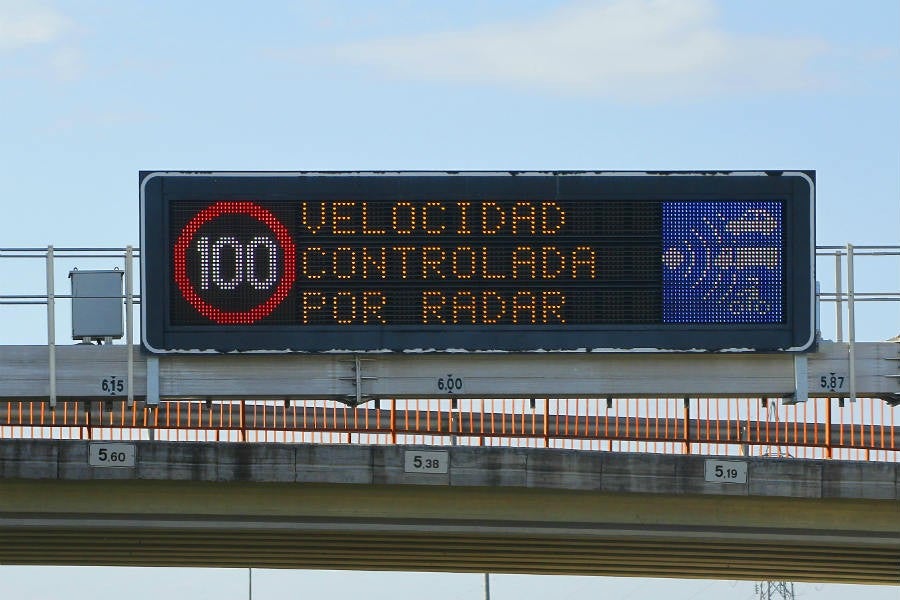 100
VELOCIDAD
CONTROLADA
POR RADAR
6,15
6,00
5,87
5,60
5,38
5,19